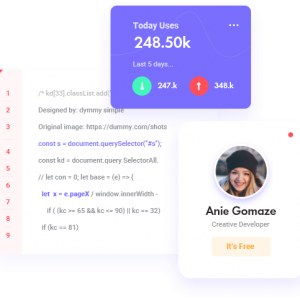 Today Uses
248.50k
Last 5 days...
247.k
348.k
1 /* kd[33].classList.add(
2 Designed by: dymmy simple
3 Original image: https://dummy.com/shots
const s = document.querySelector("#s");
4 const kd = document.query SelectorAll.
5 // let con = 0; let base = (e) => {
6
7 let x = e.pageX / window.innerWidth -
8 if ( (kc >= 65 && kc <= 90) || kc == 32)
9 if (kc == 81)
Anie Gomaze
Creative Developer
It's Free